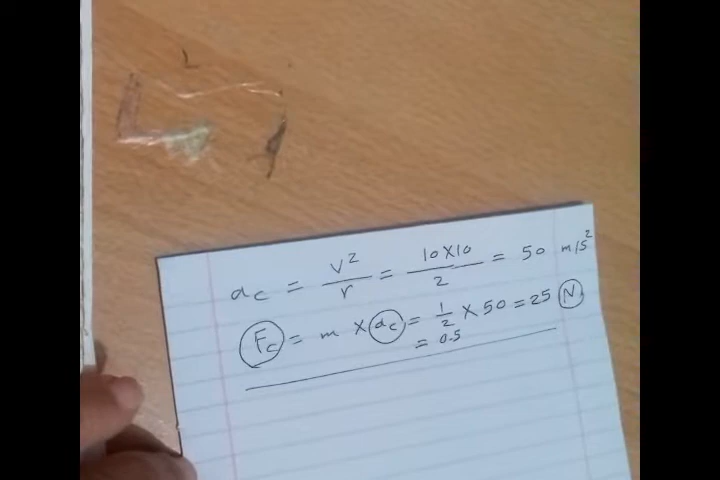 ac = v²/r = 10x10/2 = 50 m/s²
Fc = m x ac = 1/2 x 50 = 25 N
= 0.5